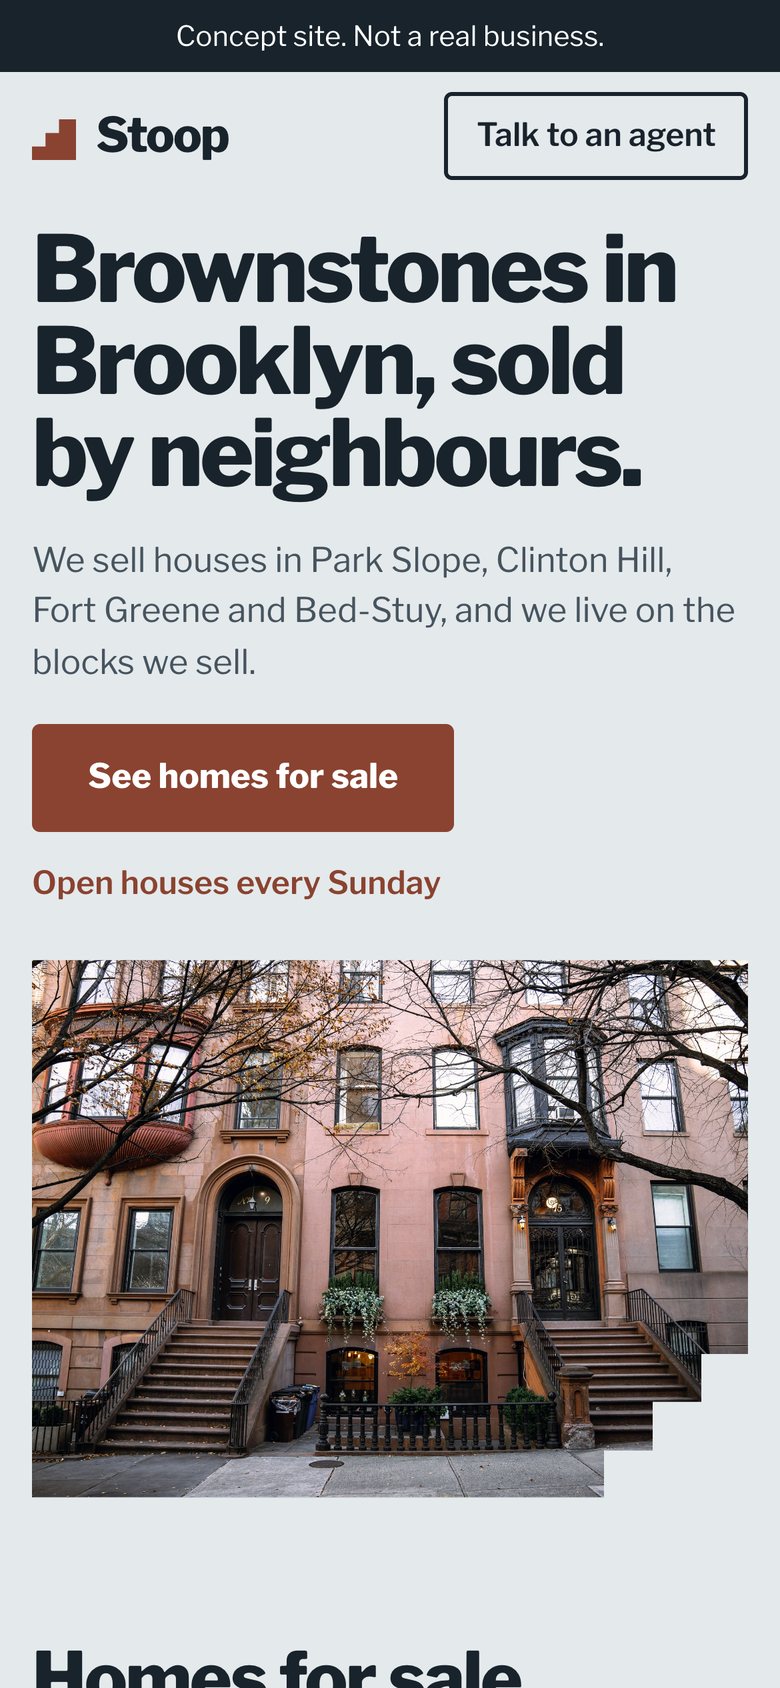 Concept site. Not a real business.
Stoop
Talk to an agent
Brownstones in
Brooklyn, sold
by neighbours.
We sell houses in Park Slope, Clinton Hill,
Fort Greene and Bed-Stuy, and we live on the
blocks we sell.
See homes for sale
Open houses every Sunday
Homes for sale